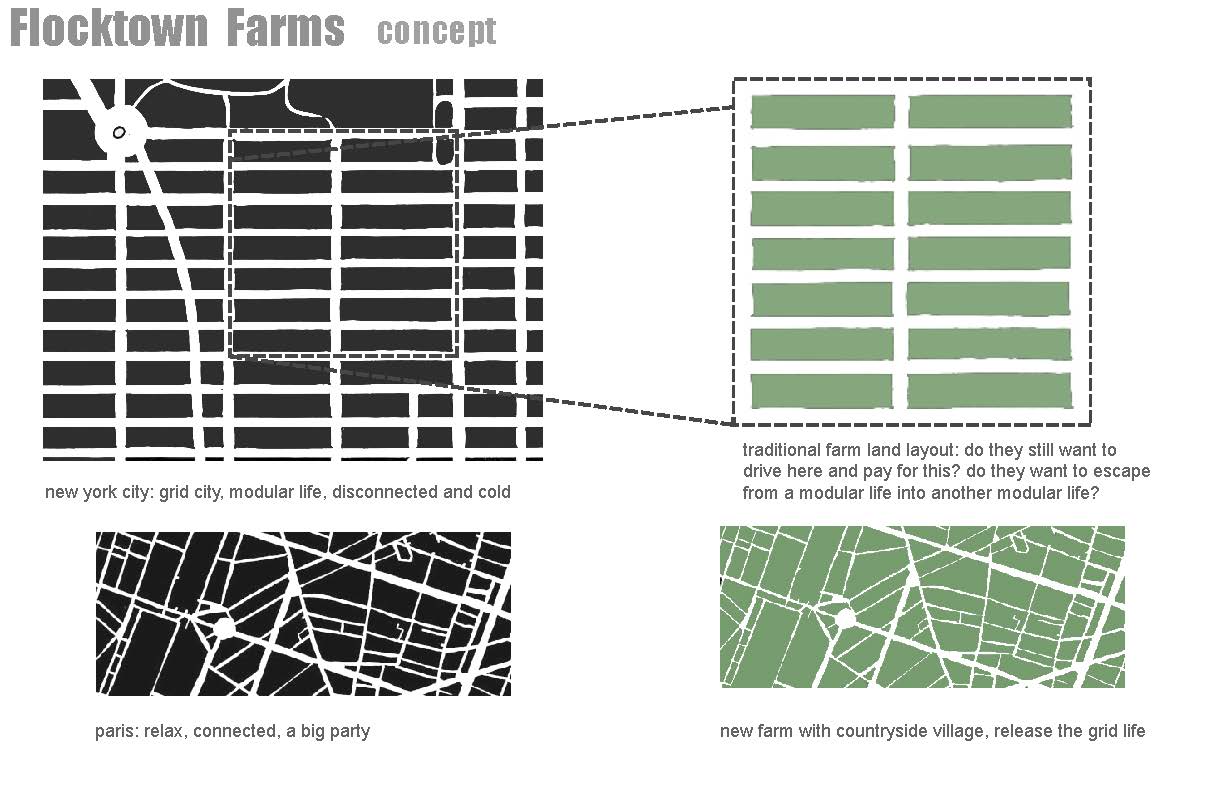 Flocktown Farms concept
new york city: grid city, modular life, disconnected and cold
traditional farm land layout: do they still want to
drive here and pay for this? do they want to escape
from a modular life into another modular life?
paris: relax, connected, a big party
new farm with countryside village, release the grid life